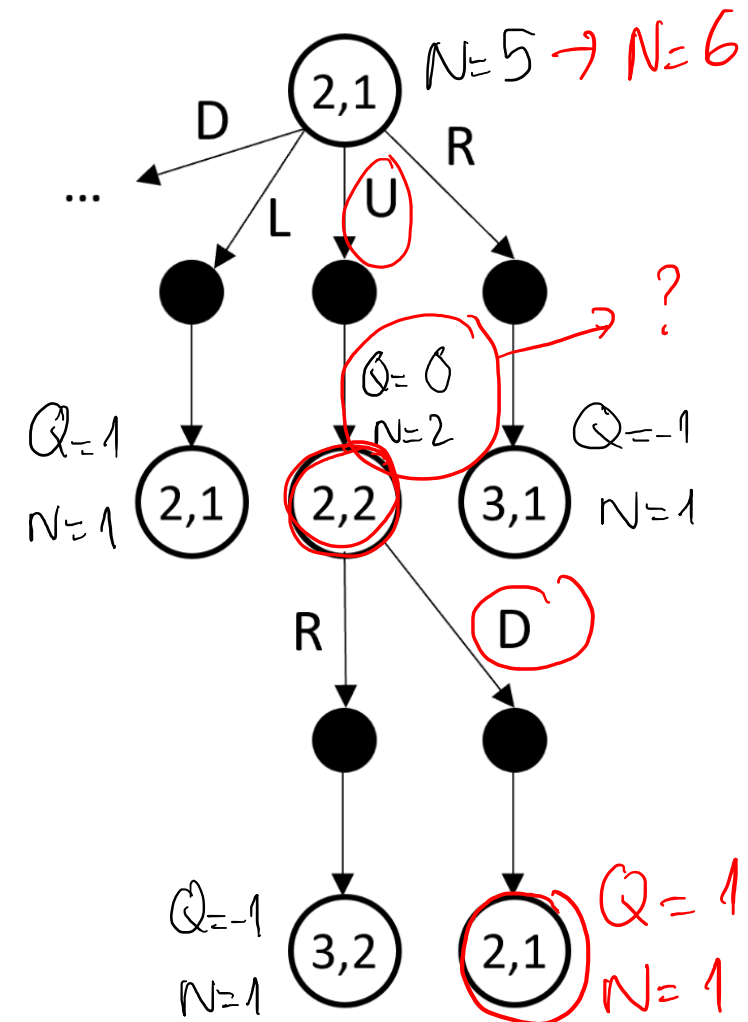 2,1
N=5 → N=6
D
R
...
L
U
?
Q=0
N=2
Q=1
N=1
2,1
2,2
3,1
Q=-1
N=1
R
D
Q=-1
N=1
3,2
2,1
Q=1
N=1